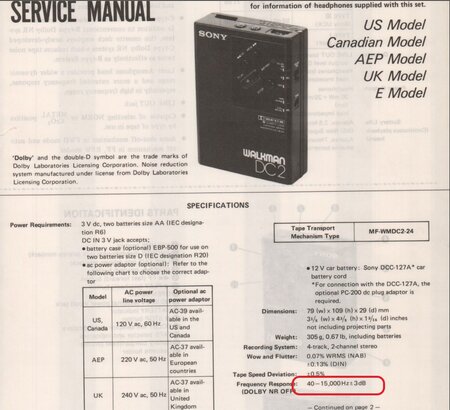 SERVICE MANUAL
for information of headphones supplied with this set.
US Model
Canadian Model
AEP Model
UK Model
E Model
SONY
WALKMAN
DC2
'Dolby' and the double-D symbol are the trade marks of
Dolby Laboratories Licensing Corporation. Noise reduction
system manufactured under license from Dolby Laboratories
Licensing Corporation.
SPECIFICATIONS
Power Requirements: 3 V dc, two batteries size AA (IEC designa-
tion R6)
DC IN 3 V jack accepts;
● battery case (optional) EBP-500 for use on
two batteries size D (IEC designation R20)
● ac power adaptor (optional): Refer to the
following chart to choose the correct adap-
tor
Model
AC power
line voltage
Optional ac
power adaptor
US,
Canada
120 V ac, 60 Hz
AC-39 avail-
able in the
US and
Canada
AEP
220 V ac, 50 Hz
AC-37 avail-
able in
European
countries
UK
240 V ac, 50 Hz
AC-37 avail-
able in
United
Kingdom
Tape Transport
Mechanism Type
MF-WMDC2-24
● 12 V car battery: Sony DCC-127A* car
battery cord
*For connection with the DCC-127A, the
optional PC-200 dc plug adaptor is
required.
Dimensions: 79 (w) x 109 (h) x 29 (d) mm
(d) inches
not including projecting parts
Weight: 305 g, 0.67 lb, including batteries
Recording System: 4-track, 2-channel stereo
Wow and Flutter: 0.07% WRMS (NAB)
±0.13% (DIN)
Tape Speed Deviation: ±0.5%
Frequency Response: 40–15,000Hz ± 3dB
(DOLBY NR OFF)
— Continued on page 2 —